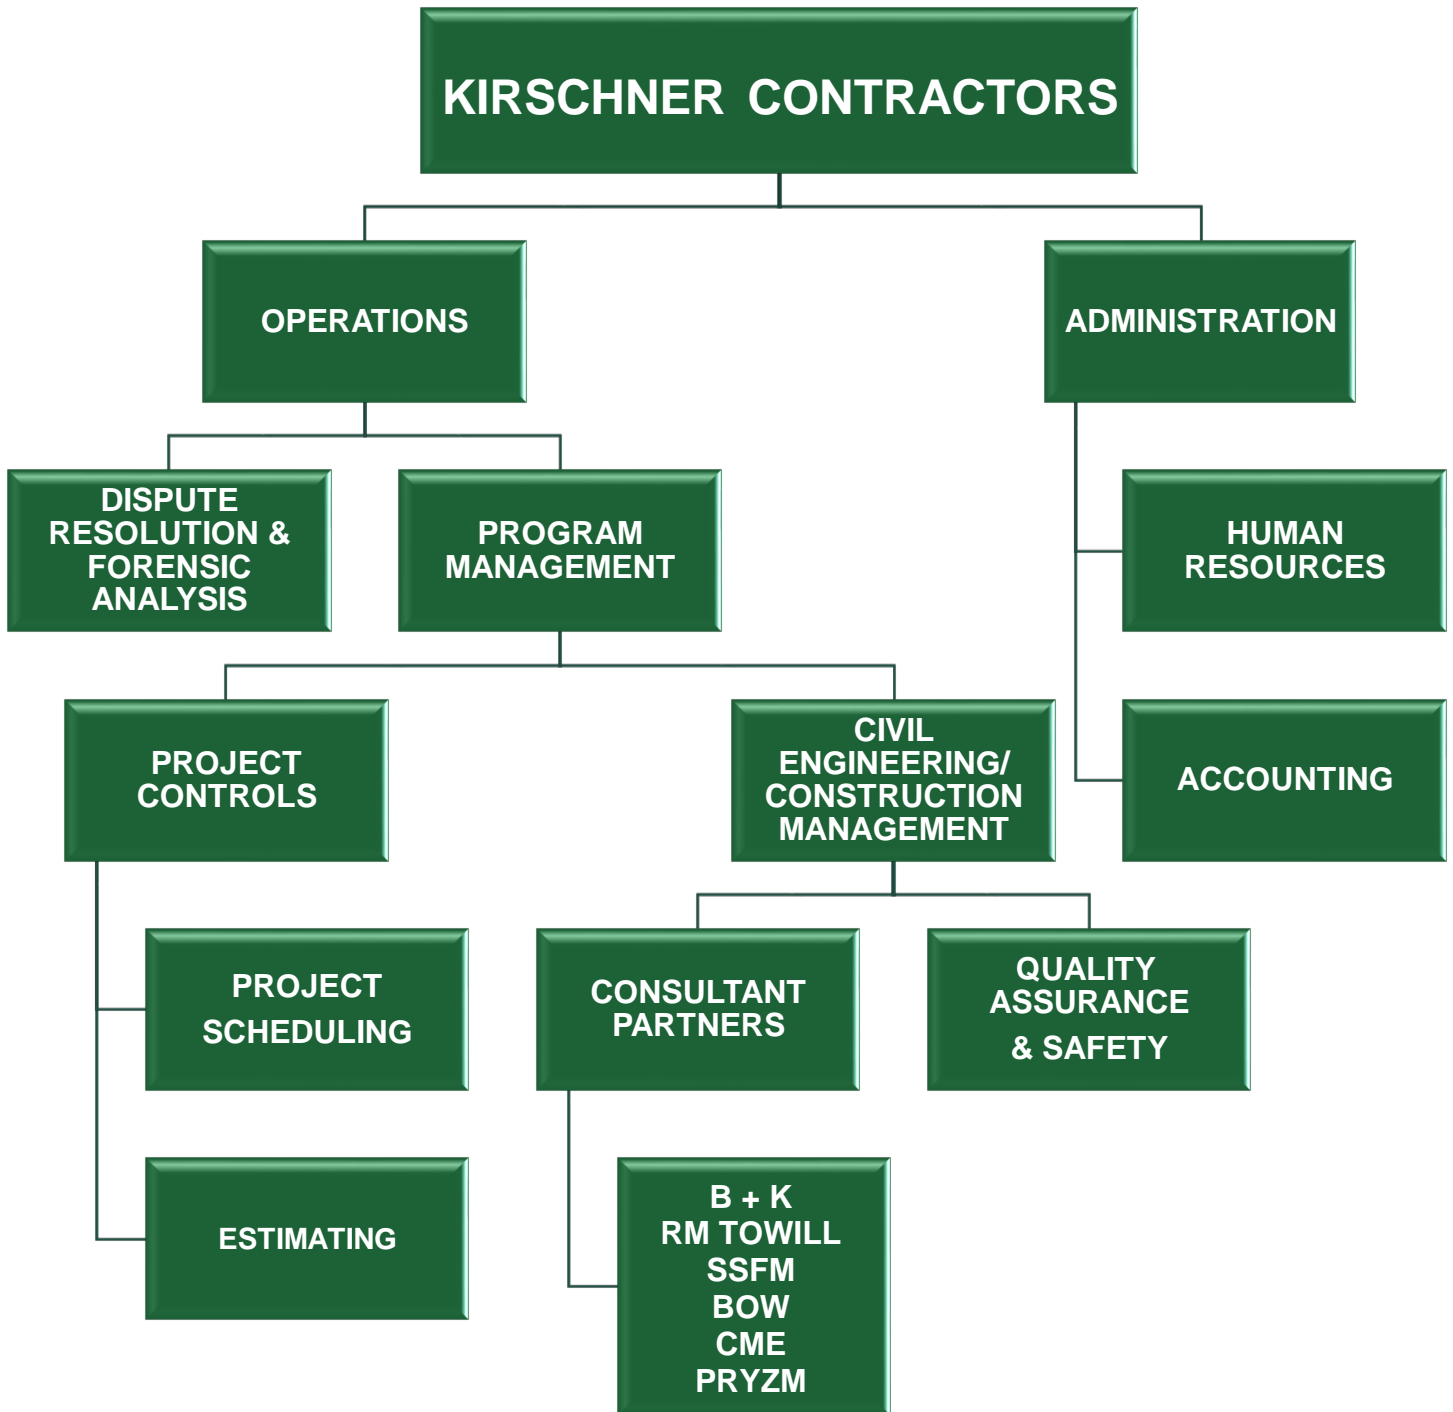 KIRSCHNER CONTRACTORS
OPERATIONS
ADMINISTRATION
DISPUTE
RESOLUTION &
FORENSIC
ANALYSIS
PROGRAM
MANAGEMENT
HUMAN
RESOURCES
PROJECT
CONTROLS
CIVIL
ENGINEERING/
CONSTRUCTION
MANAGEMENT
ACCOUNTING
PROJECT
SCHEDULING
CONSULTANT
PARTNERS
QUALITY
ASSURANCE
& SAFETY
ESTIMATING
B + K
RM TOWILL
SSFM
BOW
CME
PRYZM